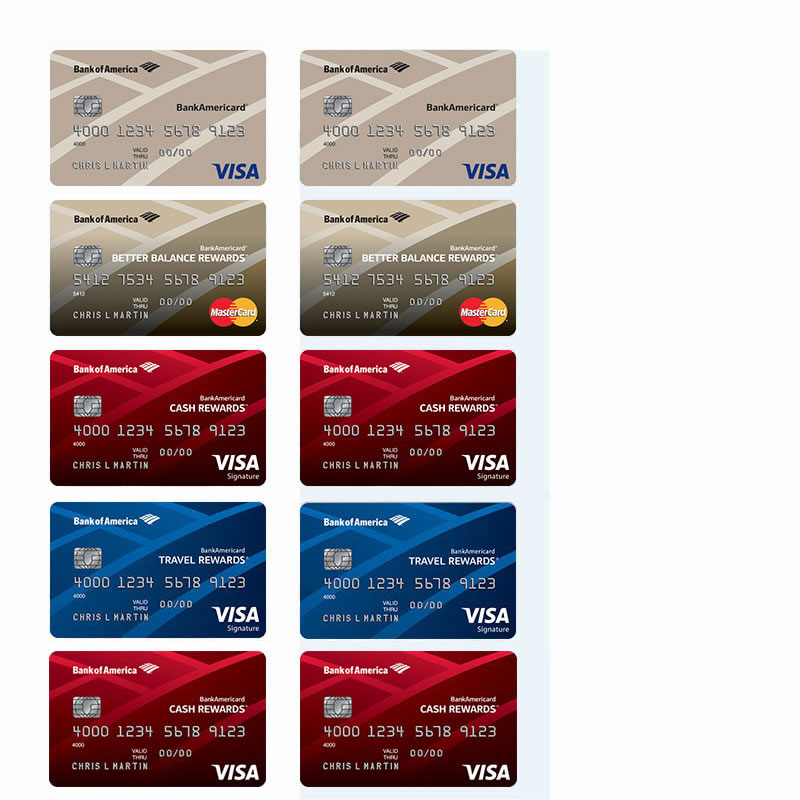 Bank of America
BankAmericard
4000 1234 5678 9123
4000
VALID THRU 00/00
CHRIS L MARTIN
VISA
Bank of America
BankAmericard
4000 1234 5678 9123
4000
VALID THRU 00/00
CHRIS L MARTIN
VISA
Bank of America
BankAmericard
BETTER BALANCE REWARDS
5412 7534 5678 9123
5412
VALID THRU 00/00
CHRIS L MARTIN
MasterCard
Bank of America
BankAmericard
BETTER BALANCE REWARDS
5412 7534 5678 9123
5412
VALID THRU 00/00
CHRIS L MARTIN
MasterCard
Bank of America
BankAmericard
CASH REWARDS
4000 1234 5678 9123
4000
VALID THRU 00/00
CHRIS L MARTIN
VISA
Signature
Bank of America
BankAmericard
CASH REWARDS
4000 1234 5678 9123
4000
VALID THRU 00/00
CHRIS L MARTIN
VISA
Signature
Bank of America
BankAmericard
TRAVEL REWARDS
4000 1234 5678 9123
4000
VALID THRU 00/00
CHRIS L MARTIN
VISA
Signature
Bank of America
BankAmericard
TRAVEL REWARDS
4000 1234 5678 9123
4000
VALID THRU 00/00
CHRIS L MARTIN
VISA
Signature
Bank of America
BankAmericard
CASH REWARDS
4000 1234 5678 9123
4000
VALID THRU 00/00
CHRIS L MARTIN
VISA
Bank of America
BankAmericard
CASH REWARDS
4000 1234 5678 9123
4000
VALID THRU 00/00
CHRIS L MARTIN
VISA